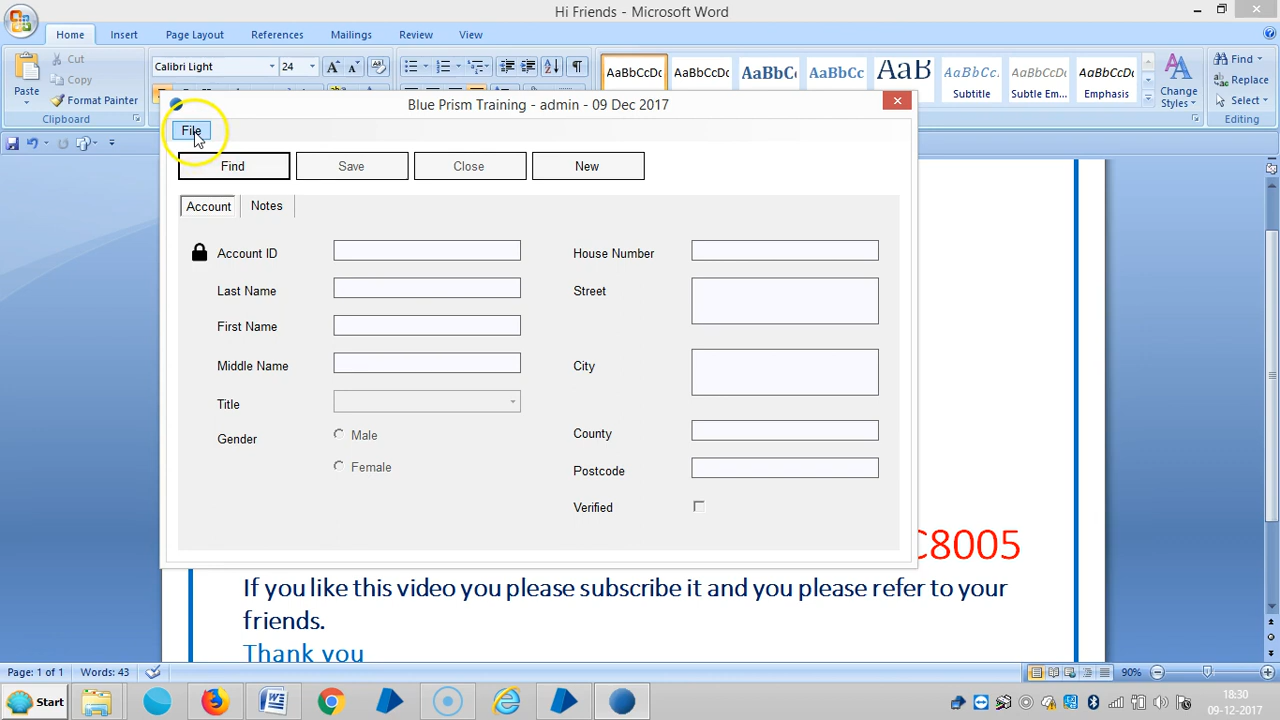 Hi Friends - Microsoft Word
Home
Insert
Page Layout
References
Mailings
Review
View
Paste
Cut
Copy
Format Painter
Clipboard
Calibri Light
24
AaBbCcDc
AaBbCcDc
AaBbCc
AaBbCc
AaB
AaBbCcL
AaBbCcDc
AaBbCcDc
Subtitle
Subtle Em...
Emphasis
Change
Styles
Find
Replace
Select
Editing
Blue Prism Training - admin - 09 Dec 2017
File
Find
Save
Close
New
Account
Notes
Account ID
Last Name
First Name
Middle Name
Title
Gender
Male
Female
House Number
Street
City
County
Postcode
Verified
C8005
If you like this video you please subscribe it and you please refer to your
friends.
Thank you
Page: 1 of 1
Words: 43
90%
Start
18:30
09-12-2017